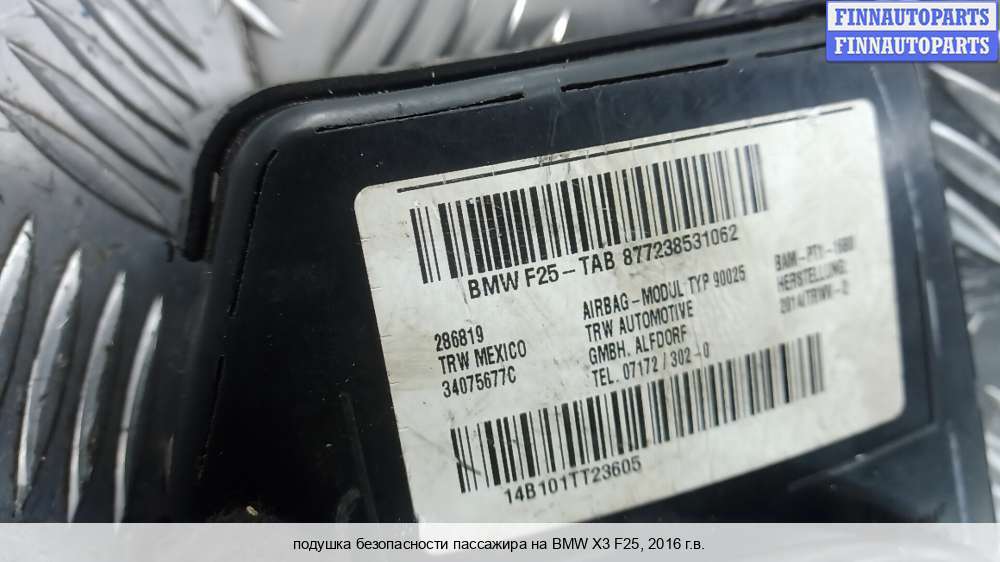 FINNAUTOPARTS
FINNAUTOPARTS
BMW F25-TAB 877238531062
286819
TRW MEXICO
34075677C
AIRBAG-MODUL TYP 90025
TRW AUTOMOTIVE
GMBH. ALFDORF
TEL. 07172 / 302-0
HERSTELLUNG:
14B101TT23605
подушка безопасности пассажира на BMW X3 F25, 2016 г.в.